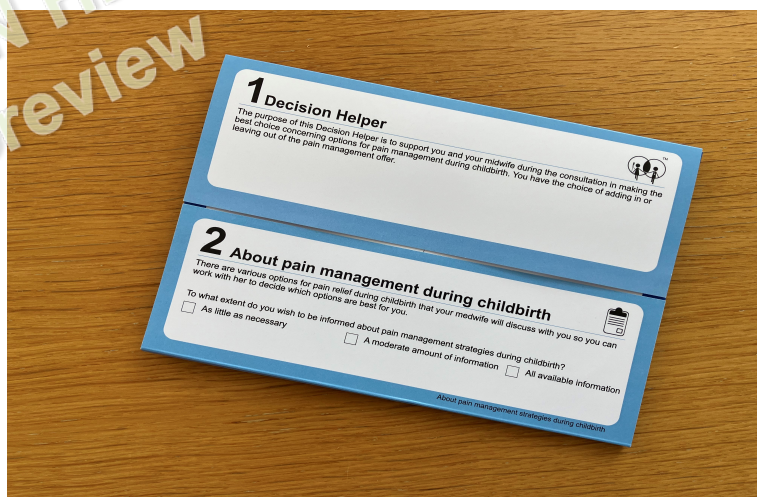 review
1 Decision Helper
The purpose of this Decision Helper is to support you and your midwife during the consultation in making the
best choice concerning options for pain management during childbirth. You have the choice of adding in or
leaving out of the pain management offer.
TM
2 About pain management during childbirth
There are various options for pain relief during childbirth that your medwife will discuss with you so you can
work with her to decide which options are best for you.
To what extent do you wish to be informed about pain management strategies during childbirth?
As little as necessary
A moderate amount of information
All available information
About pain management strategies during childbirth